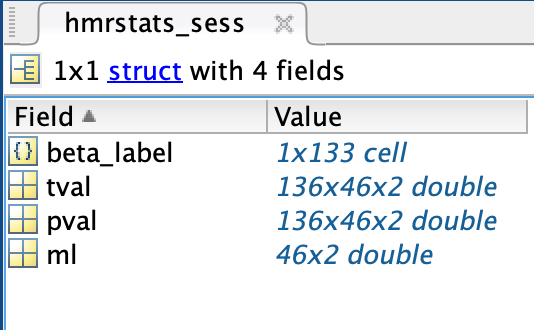 hmrstats_sess
1x1 struct with 4 fields
Field Value
beta_label 1x133 cell
tval 136x46x2 double
pval 136x46x2 double
ml 46x2 double